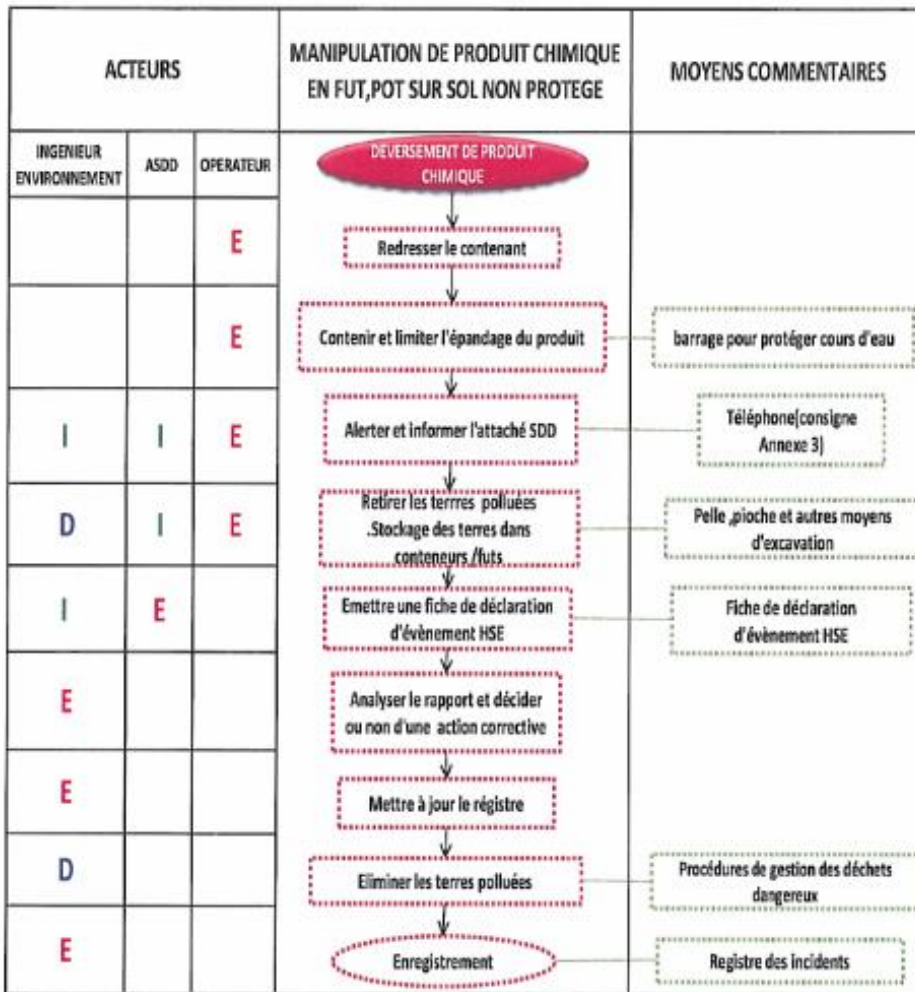 ACTEURS
MANIPULATION DE PRODUIT CHIMIQUE
EN FUT,POT SUR SOL NON PROTEGE
MOYENS COMMENTAIRES
INGENIEUR
ENVIRONNEMENT
ASDD
OPERATEUR
DEVERSEMENT DE PRODUIT
CHIMIQUE
E
Redresser le contenant
E
Contenir et limiter l'épandage du produit
barrage pour protéger cours d'eau
I
I
E
Alerter et informer l'attaché SDD
Téléphone(consigne
Annexe 3)
D
I
E
Retirer les terrres polluées
.Stockage des terres dans
conteneurs /futs
Pelle ,pioche et autres moyens
d'excavation
I
E
Emettre une fiche de déclaration
d'évènement HSE
Fiche de déclaration
d'évènement HSE
E
Analyser le rapport et décider
ou non d'une action corrective
E
Mettre à jour le régistre
D
Eliminer les terres polluées
Procédures de gestion des déchets
dangereux
E
Enregistrement
Registre des incidents